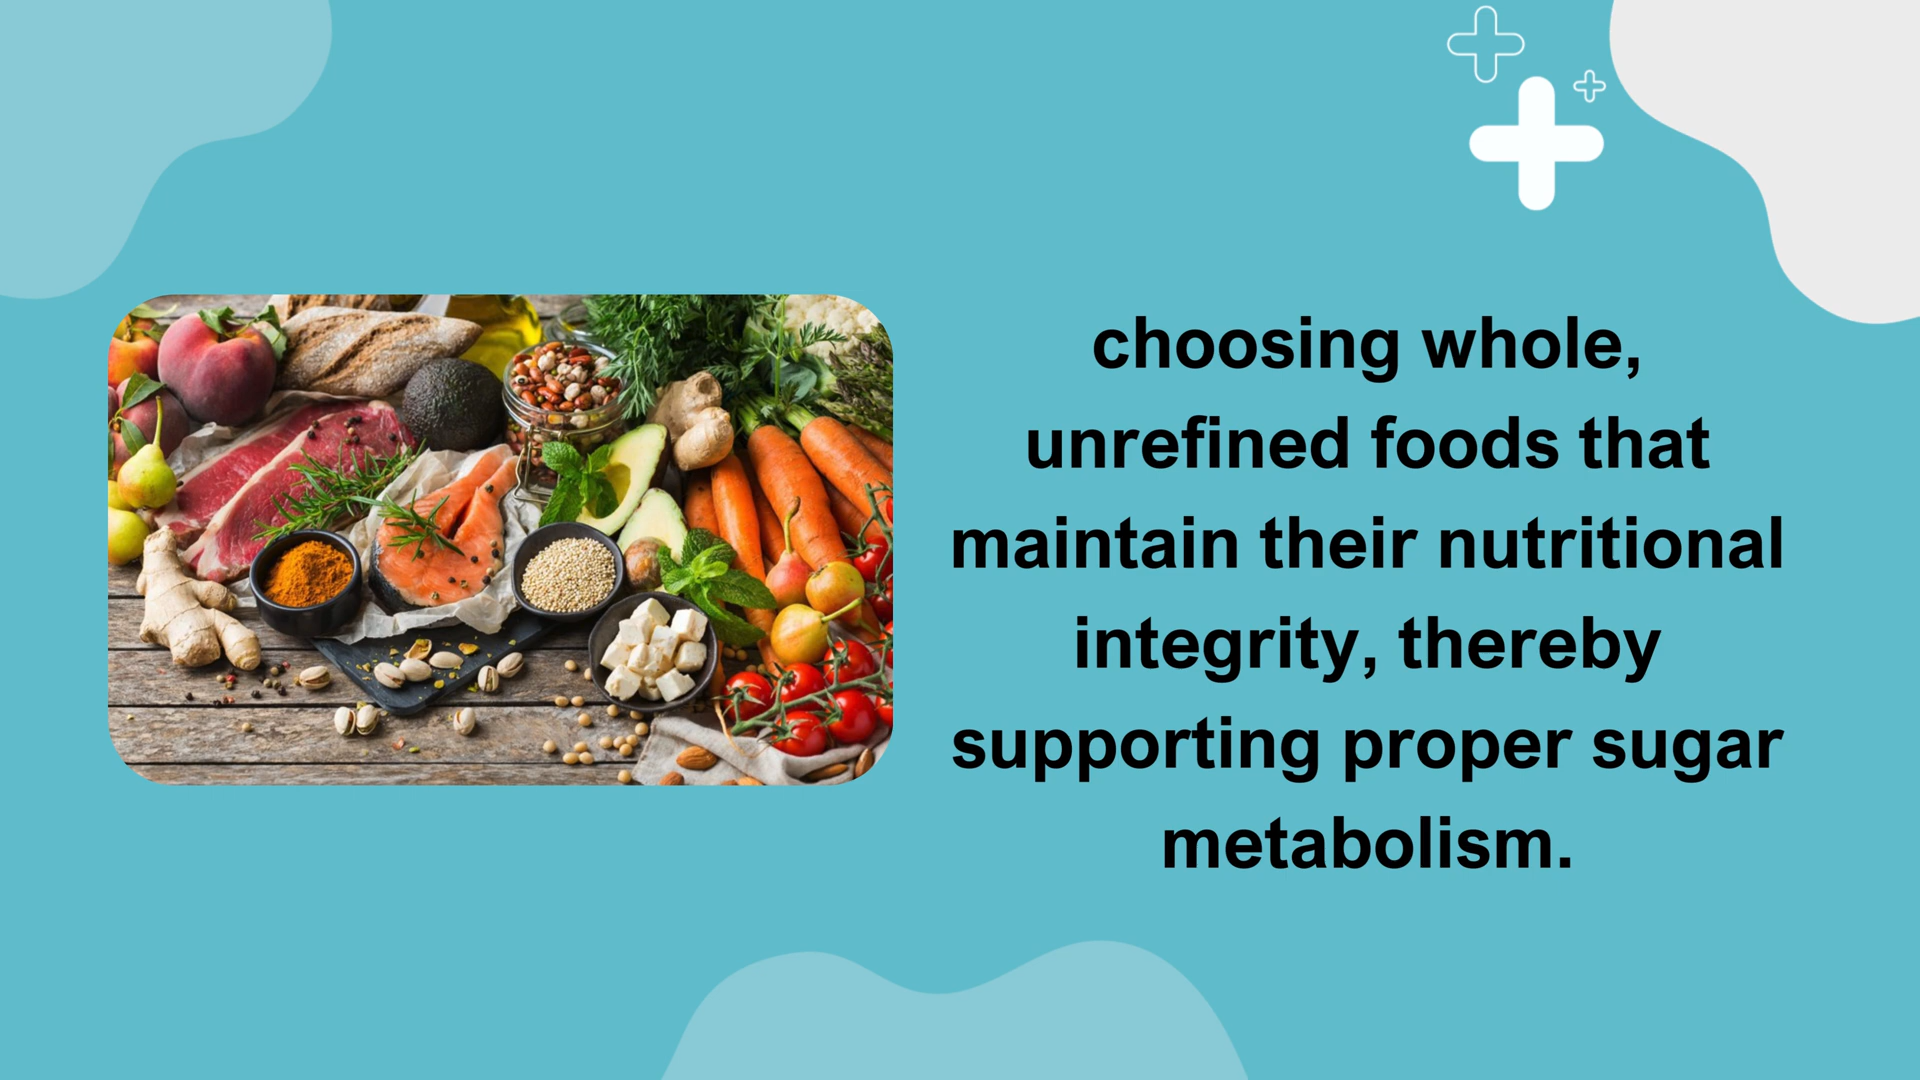 choosing whole,
unrefined foods that
maintain their nutritional
integrity, thereby
supporting proper sugar
metabolism.